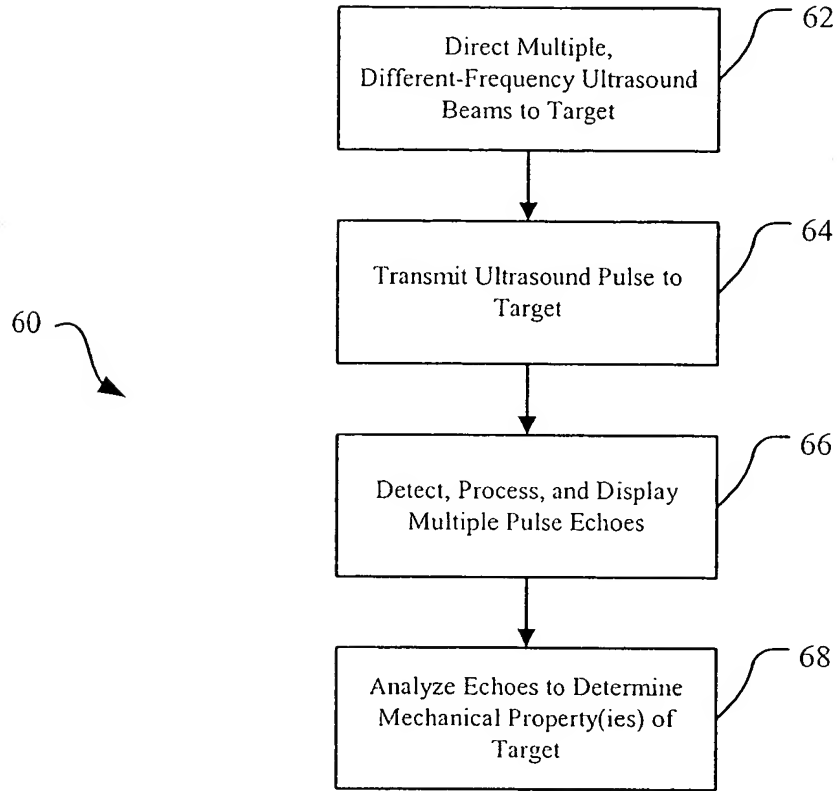 62
Direct Multiple,
Different-Frequency Ultrasound
Beams to Target
64
Transmit Ultrasound Pulse to
Target
60
66
Detect, Process, and Display
Multiple Pulse Echoes
68
Analyze Echoes to Determine
Mechanical Property(ies) of
Target